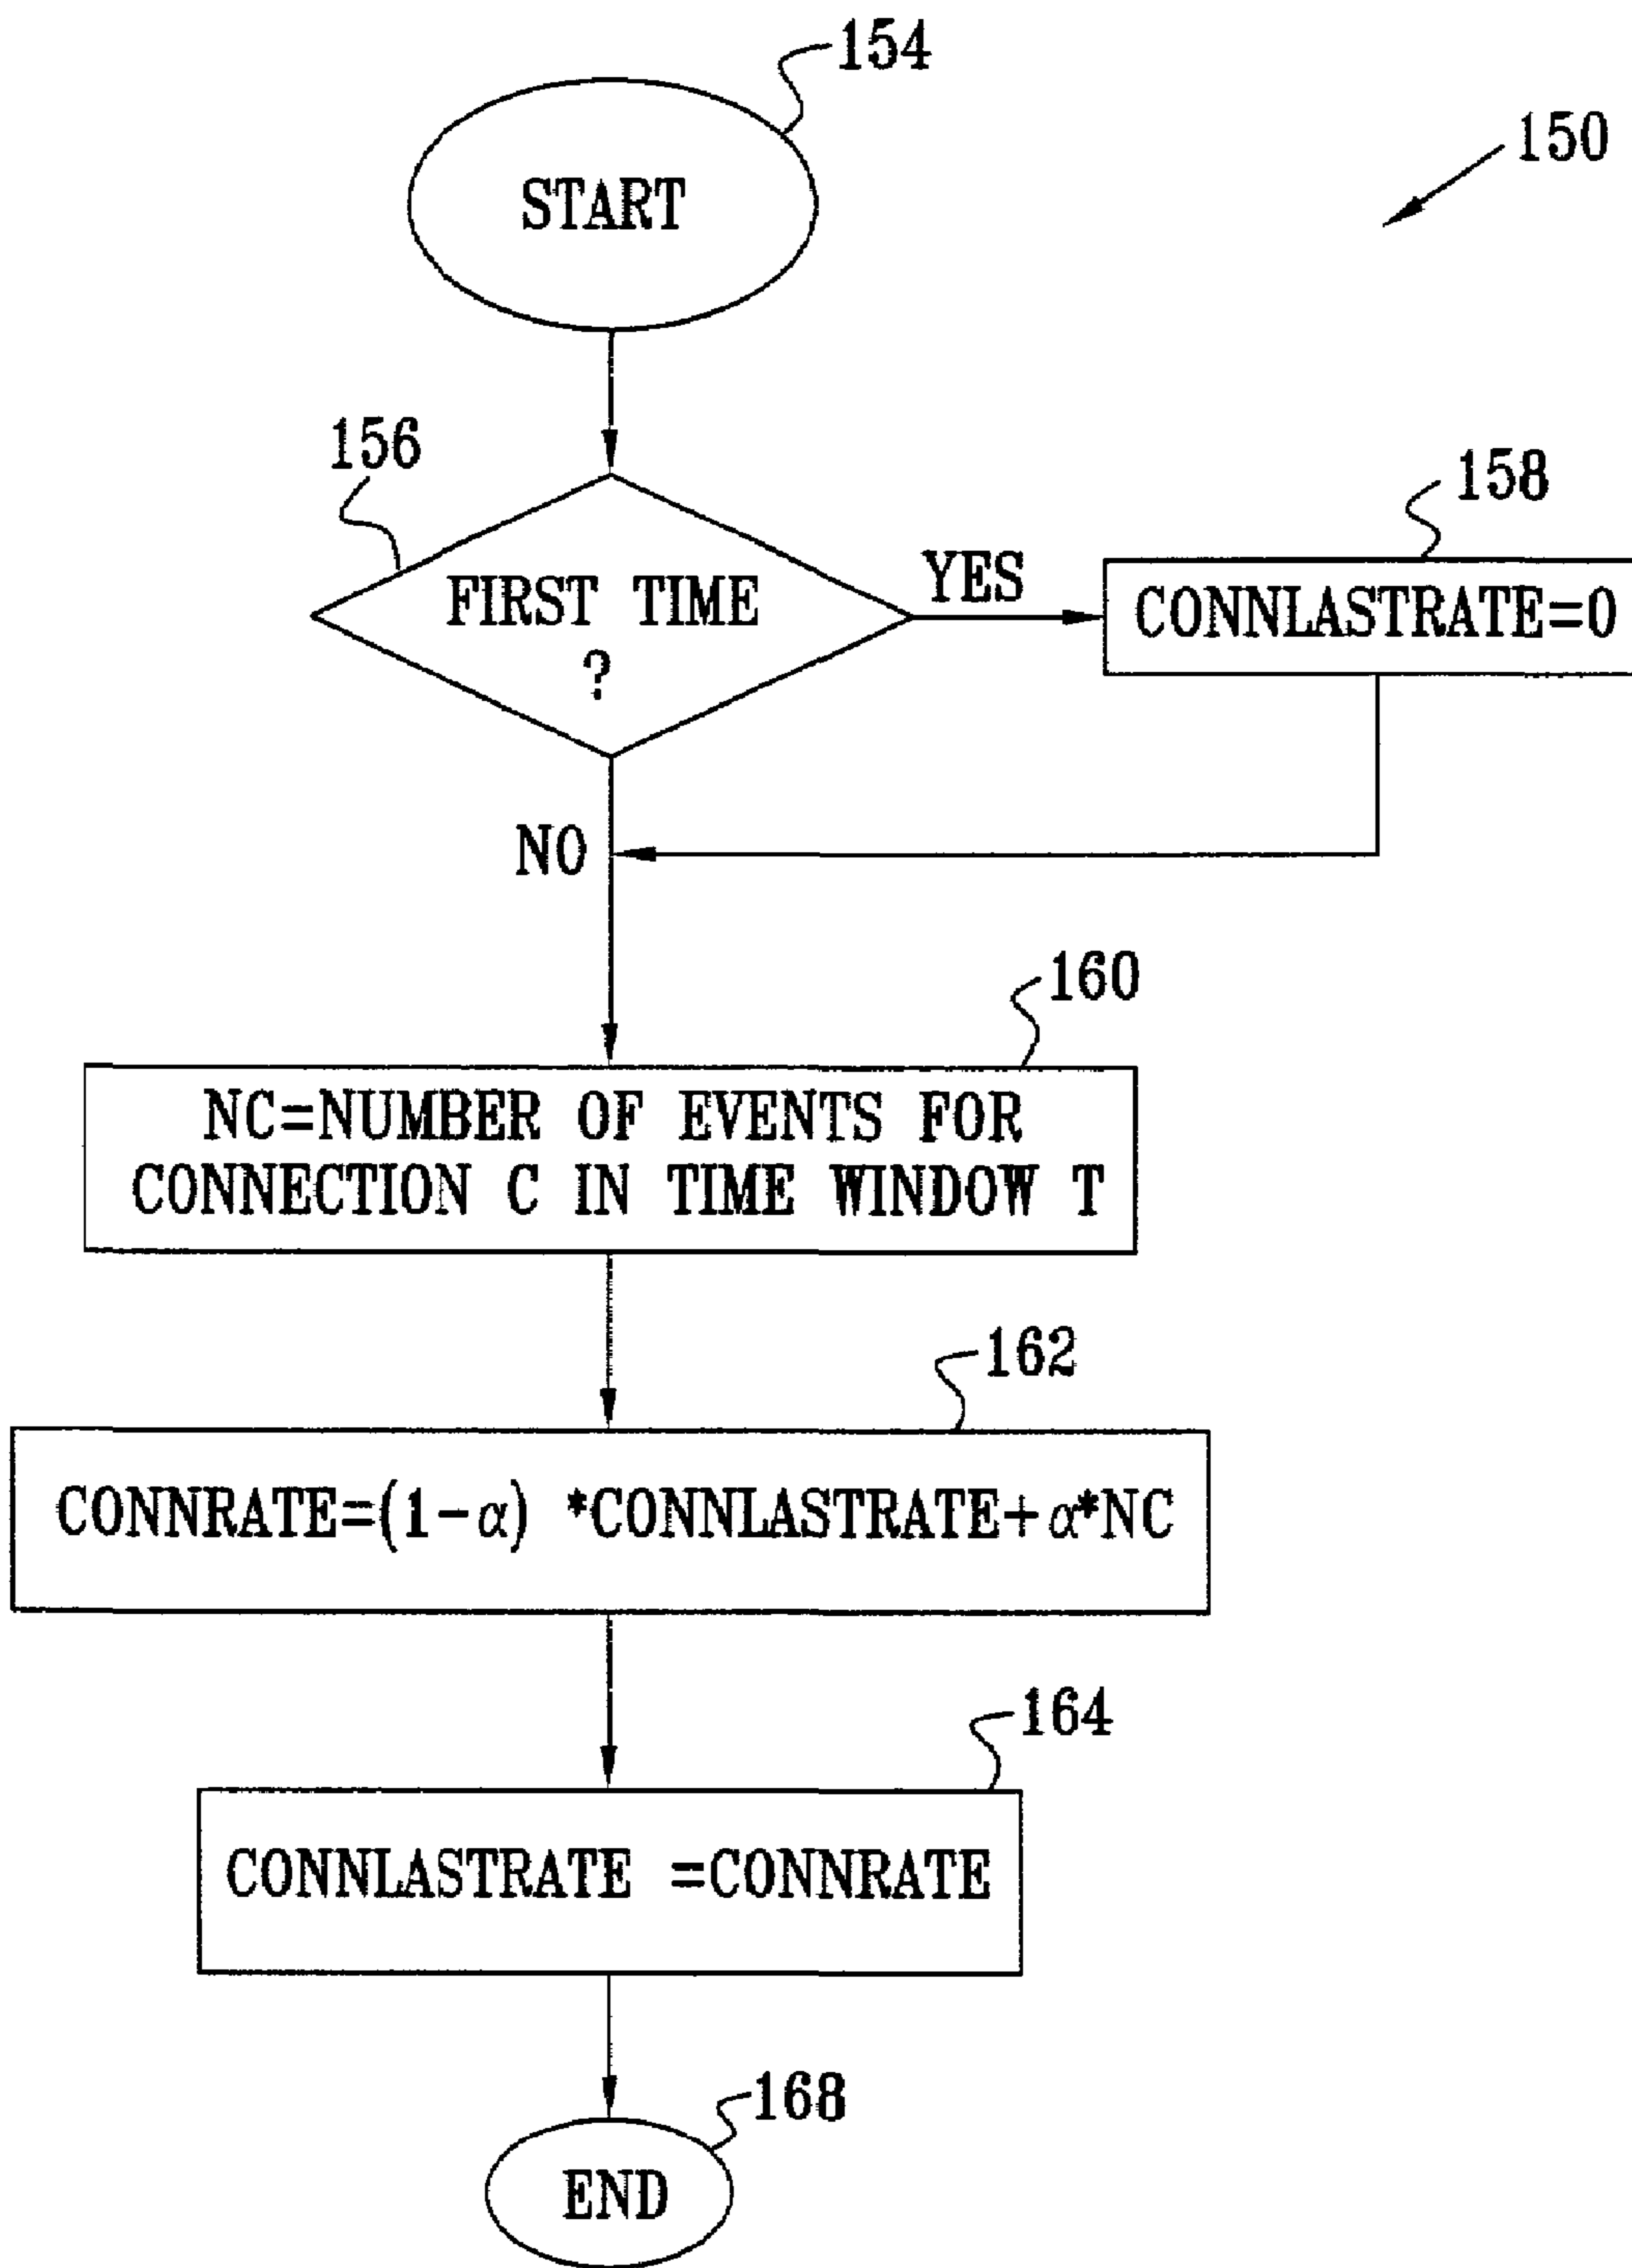 154
START
150
156
FIRST TIME
?
YES
158
CONNLASTRATE=0
NO
160
NC=NUMBER OF EVENTS FOR
CONNECTION C IN TIME WINDOW T
162
CONNRATE=(1-α) *CONNLASTRATE+α*NC
164
CONNLASTRATE =CONNRATE
168
END